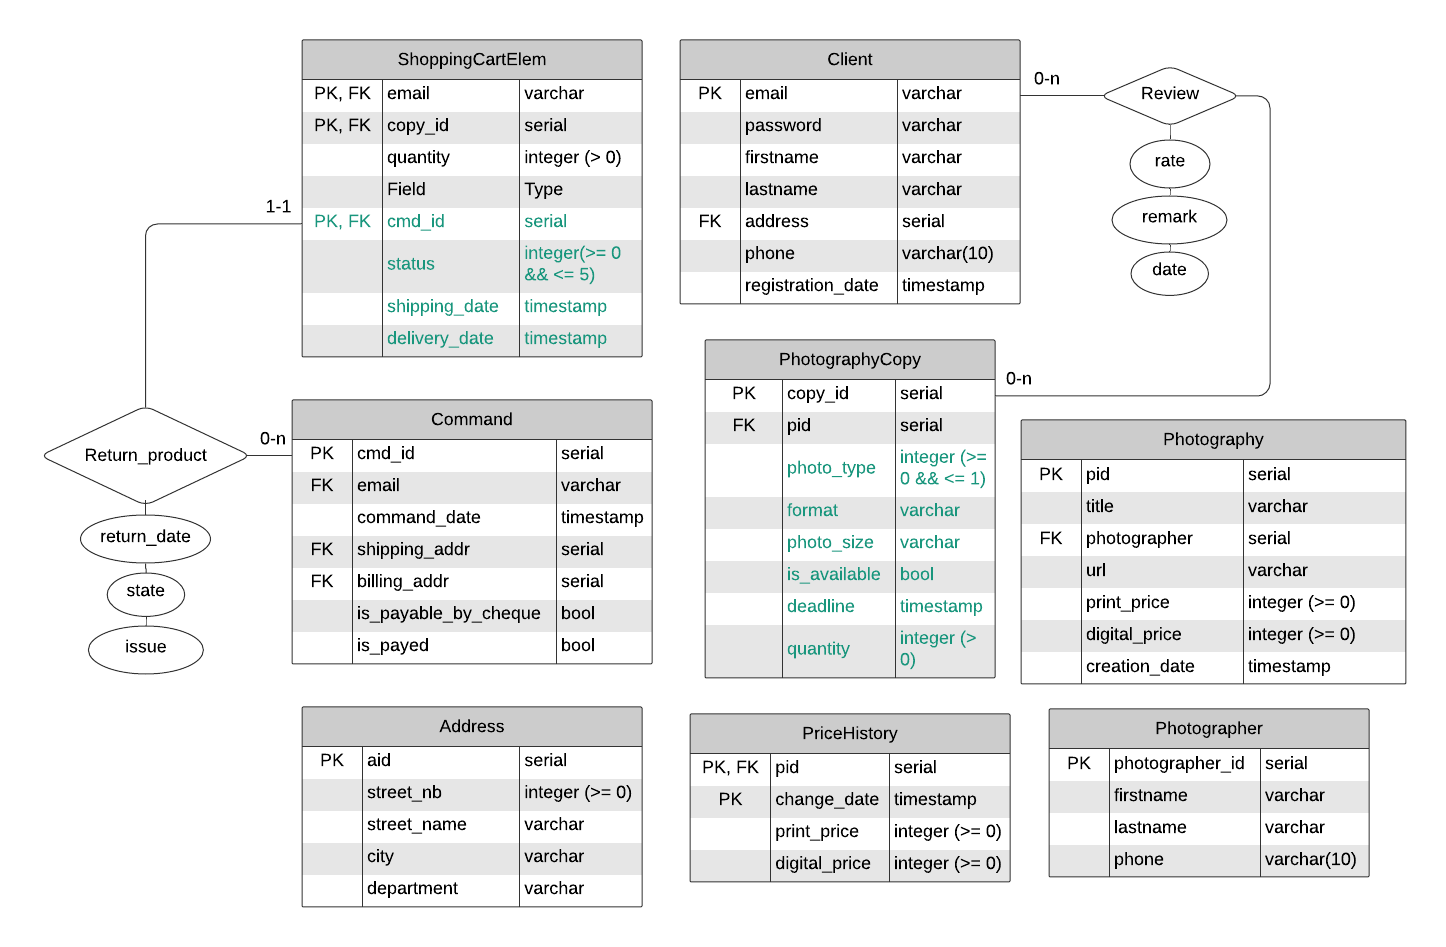 ShoppingCartElem
PK, FK email varchar
PK, FK copy_id serial
quantity integer (> 0)
Field Type
PK, FK cmd_id serial
status integer(>= 0
&& <= 5)
shipping_date timestamp
delivery_date timestamp
Client
PK email varchar
password varchar
firstname varchar
lastname varchar
FK address serial
phone varchar(10)
registration_date timestamp
0-n
Review
rate
remark
date
1-1
0-n
Return_product
return_date
state
issue
0-n
Command
PK cmd_id serial
FK email varchar
command_date timestamp
FK shipping_addr serial
FK billing_addr serial
is_payable_by_cheque bool
is_payed bool
PhotographyCopy
PK copy_id serial
FK pid serial
photo_type integer (>=
0 && <= 1)
format varchar
photo_size varchar
is_available bool
deadline timestamp
quantity integer (>
0)
Photography
PK pid serial
title varchar
FK photographer serial
url varchar
print_price integer (>= 0)
digital_price integer (>= 0)
creation_date timestamp
Address
PK aid serial
street_nb integer (>= 0)
street_name varchar
city varchar
department varchar
PriceHistory
PK, FK pid serial
PK change_date timestamp
print_price integer (>= 0)
digital_price integer (>= 0)
Photographer
PK photographer_id serial
firstname varchar
lastname varchar
phone varchar(10)